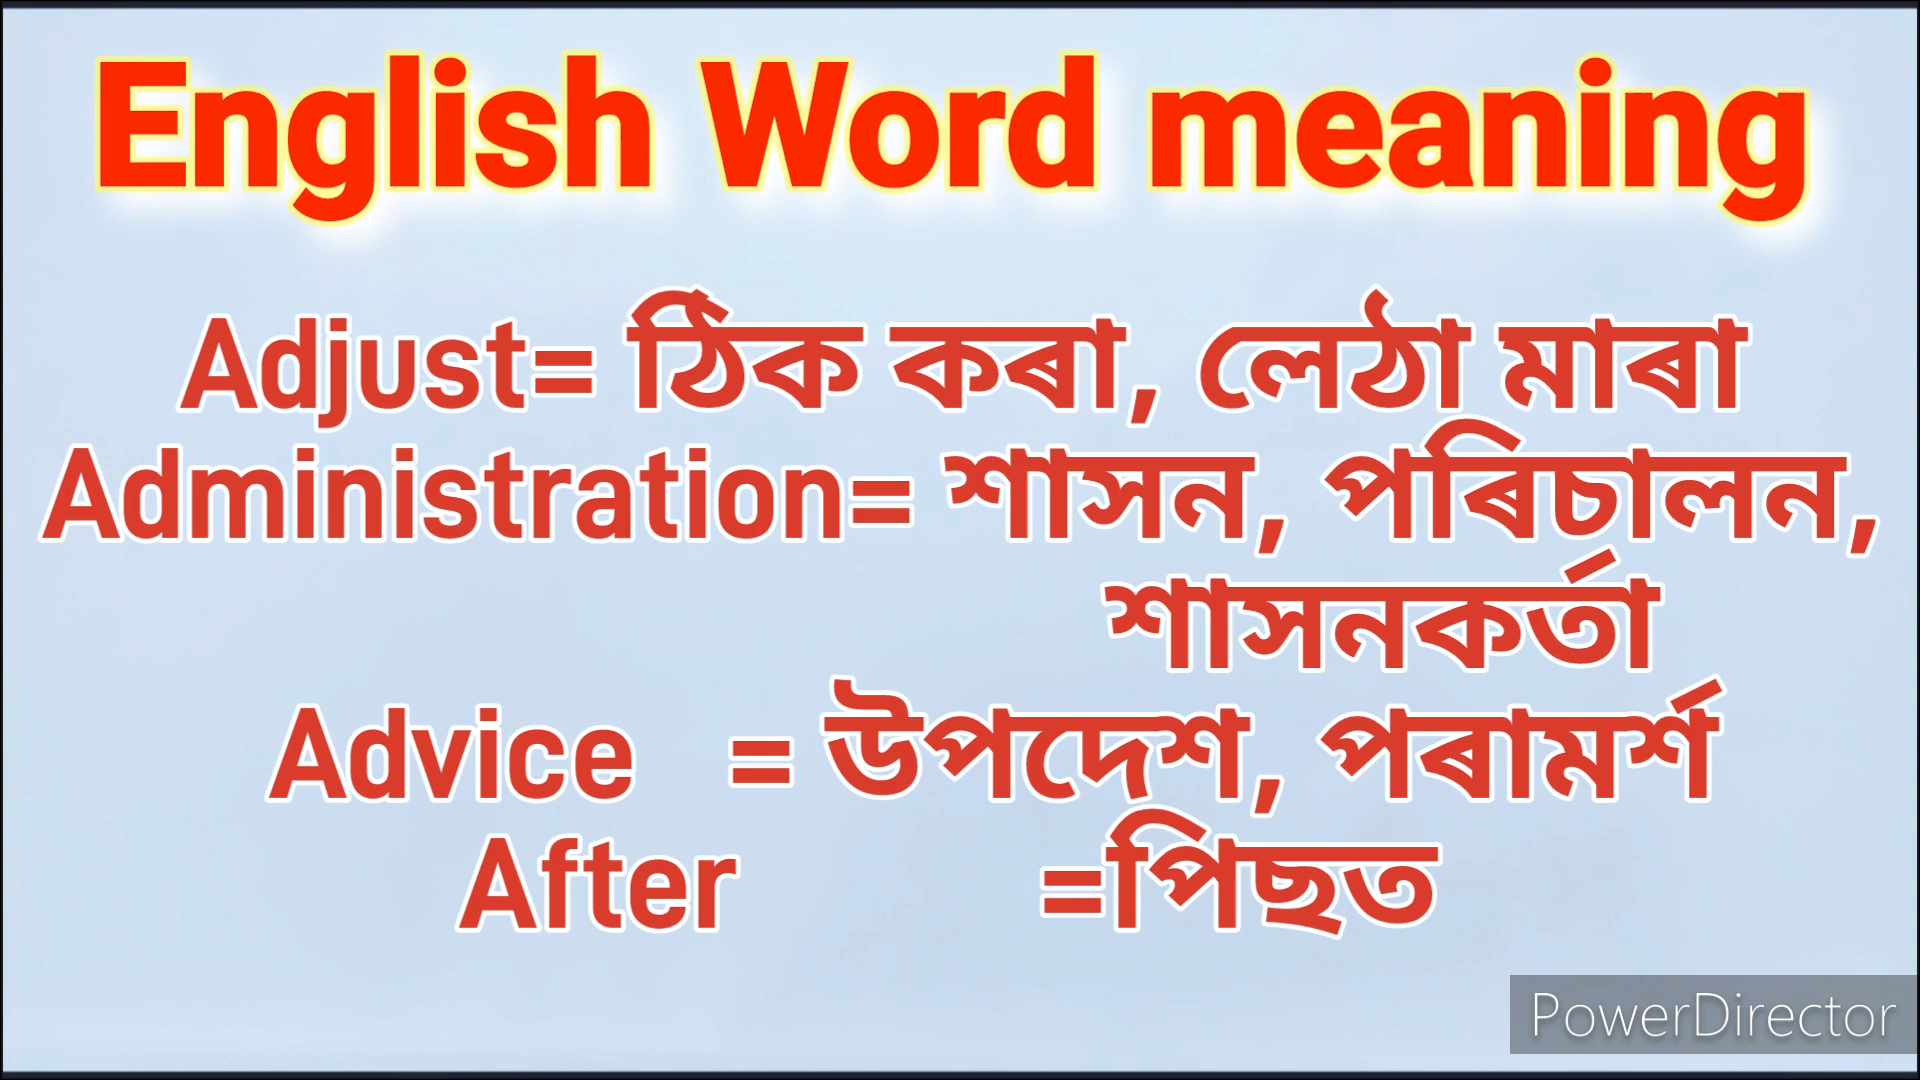 English Word meaning
Adjust= ঠিক কৰা, লেঠা মাৰা
Administration= শাসন, পৰিচালন,
শাসনকৰ্তা
Advice = উপদেশ, পৰামৰ্শ
After =পিছত
PowerDirector